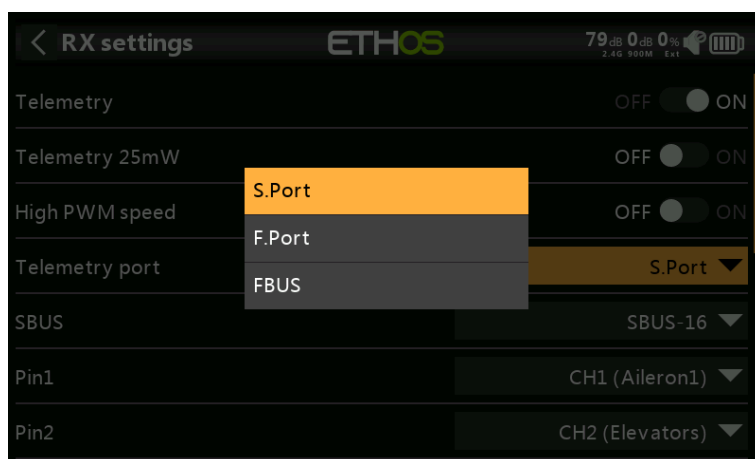 RX settings
ETHOS
79dB 0dB 0%
2.4G 900M Ext
Telemetry
OFF ON
Telemetry 25mW
OFF ON
High PWM speed
OFF ON
Telemetry port
S.Port
S.Port
F.Port
FBUS
SBUS
SBUS-16
Pin1
CH1 (Aileron1)
Pin2
CH2 (Elevators)